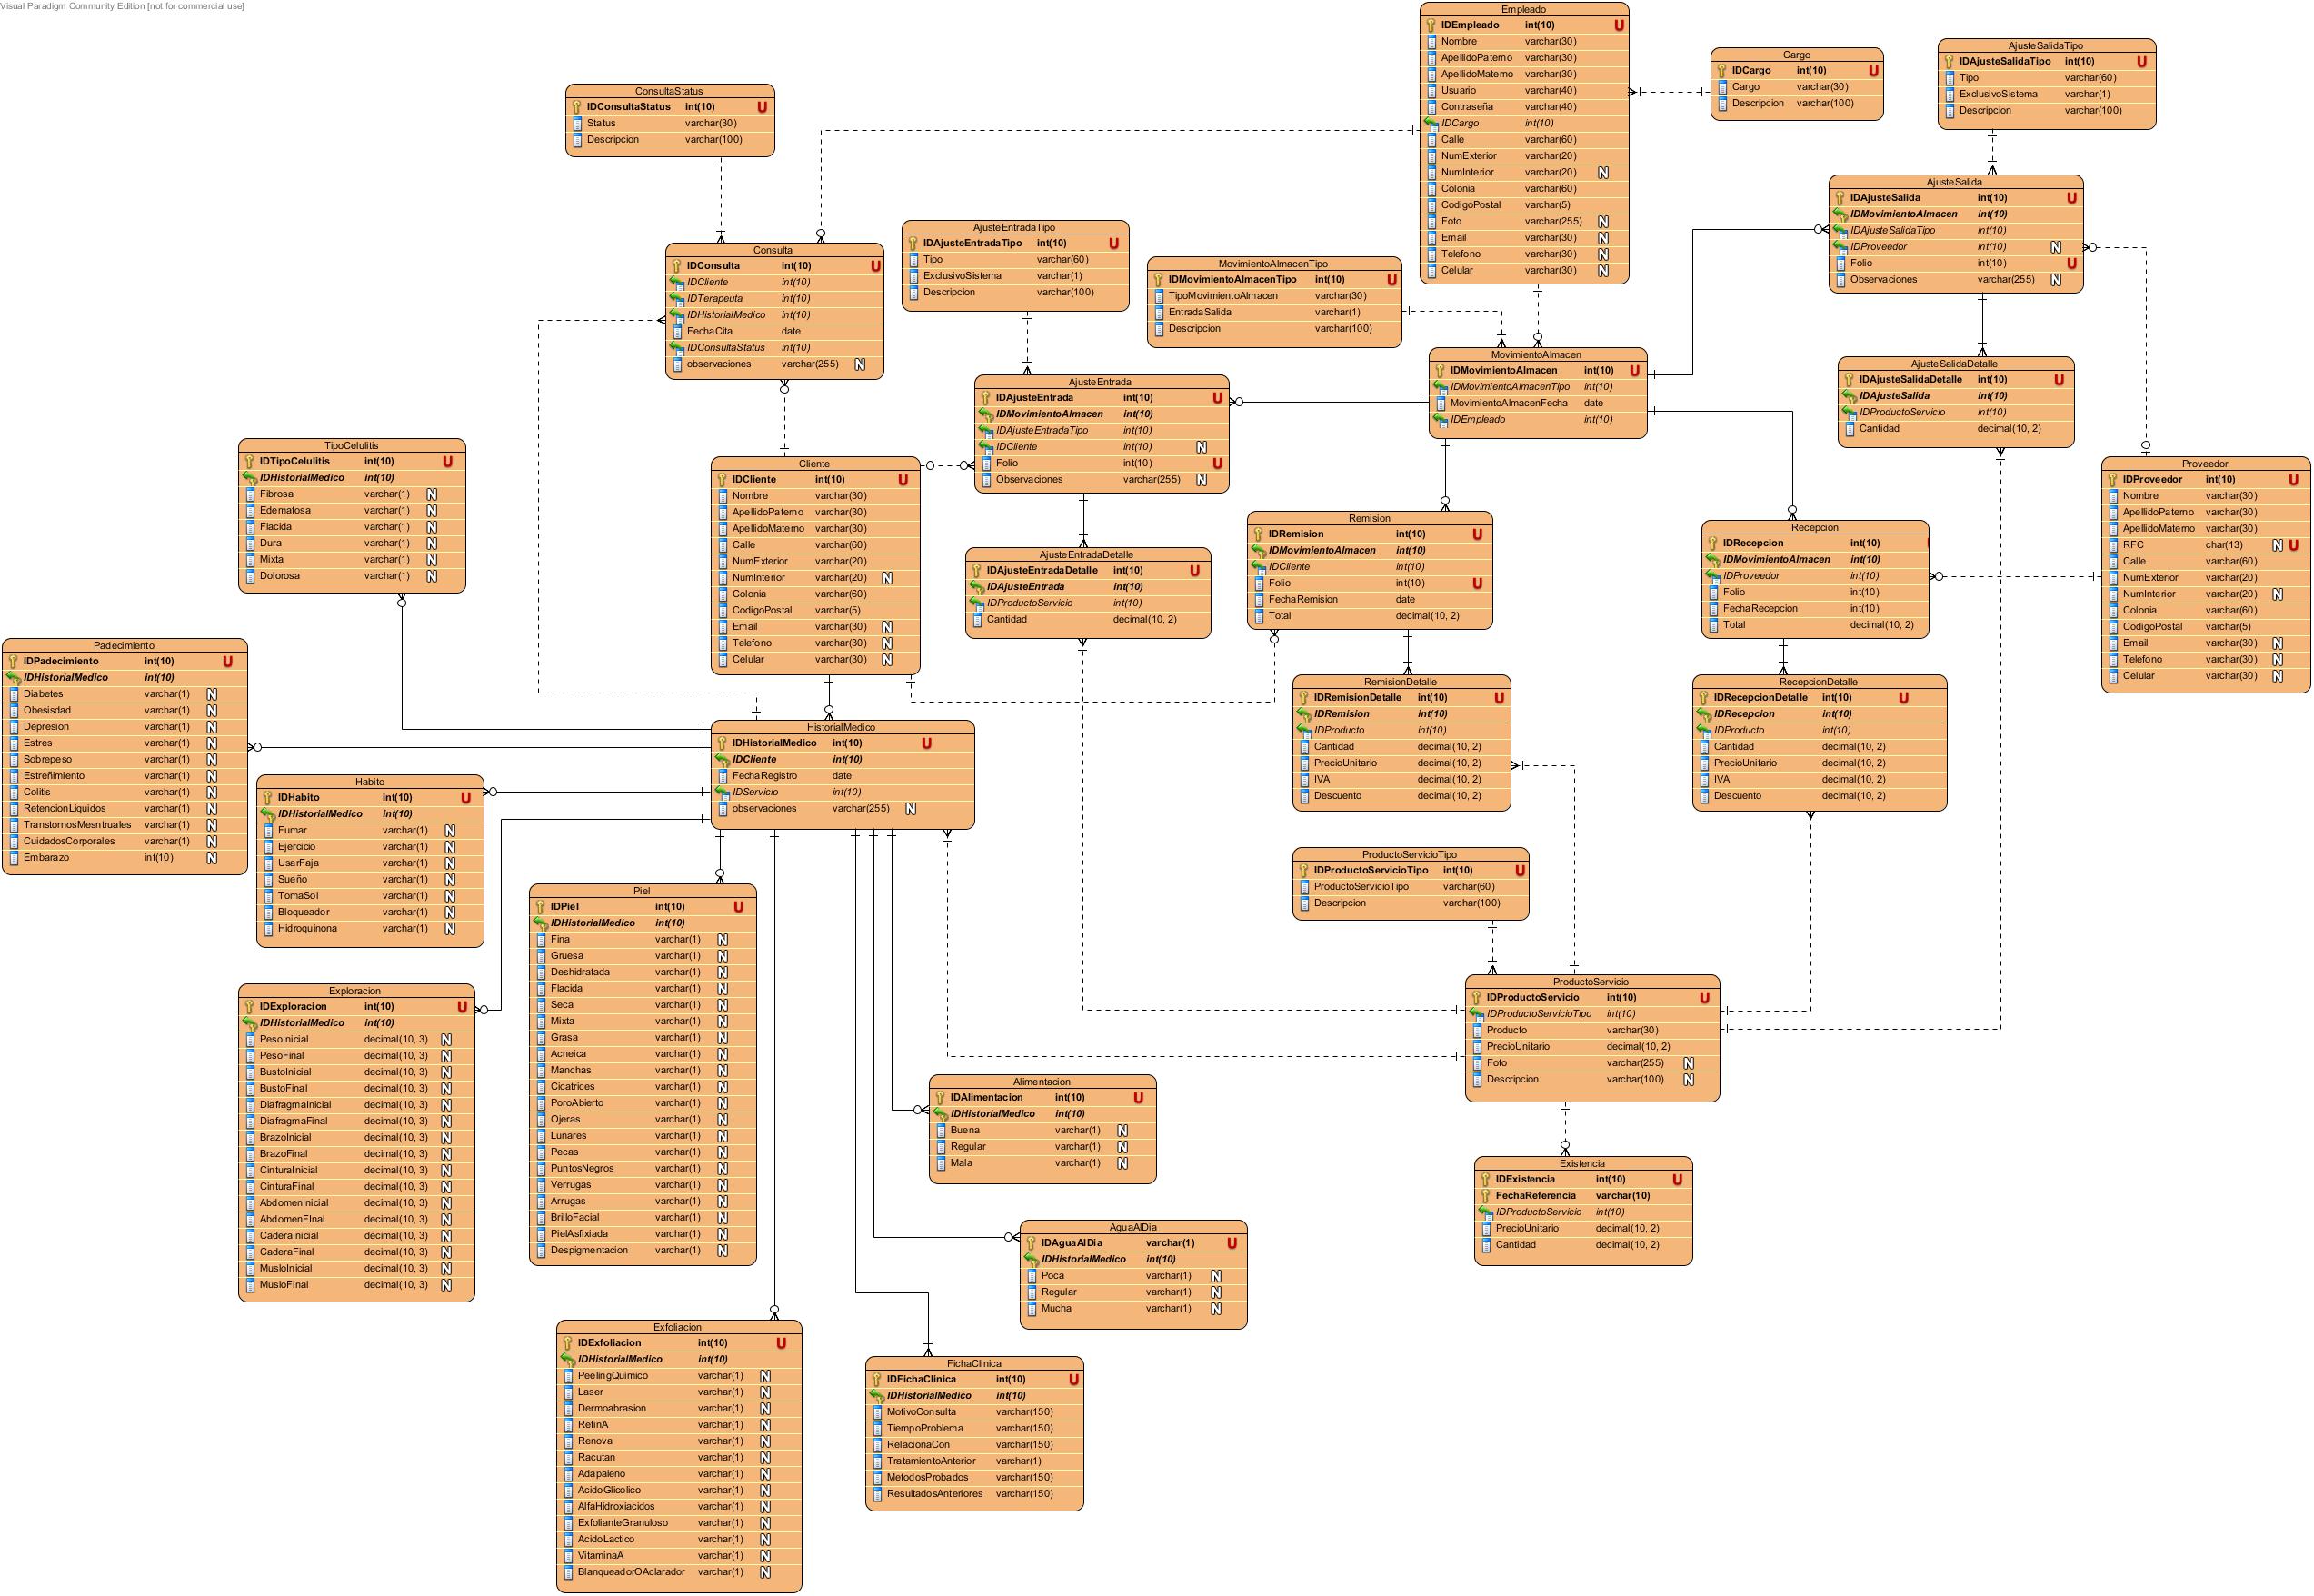 Visual Paradigm Community Edition [not for commercial use]
Empleado
IDEmpleado int(10) U
Nombre varchar(30)
ApellidoPaterno varchar(30)
ApellidoMaterno varchar(30)
Usuario varchar(40)
Contraseña varchar(40)
IDCargo int(10)
Calle varchar(60)
NumExterior varchar(20)
NumInterior varchar(20) N
Colonia varchar(60)
CodigoPostal varchar(5)
Foto varchar(255) N
Email varchar(30) N
Telefono varchar(30) N
Celular varchar(30) N
Cargo
IDCargo int(10) U
Cargo varchar(30)
Descripcion varchar(100)
AjusteSalidaTipo
IDAjusteSalidaTipo int(10) U
Tipo varchar(60)
ExclusivoSistema varchar(1)
Descripcion varchar(100)
ConsultaStatus
IDConsultaStatus int(10) U
Status varchar(30)
Descripcion varchar(100)
AjusteSalida
IDAjusteSalida int(10) U
IDMovimientoAlmacen int(10)
IDAjusteSalidaTipo int(10)
IDProveedor int(10) N
Folio int(10) U
Observaciones varchar(255) N
Consulta
IDConsulta int(10) U
IDCliente int(10)
IDTerapeuta int(10)
IDHistorialMedico int(10)
FechaCita date
IDConsultaStatus int(10)
observaciones varchar(255) N
AjusteEntradaTipo
IDAjusteEntradaTipo int(10) U
Tipo varchar(60)
ExclusivoSistema varchar(1)
Descripcion varchar(100)
MovimientoAlmacenTipo
IDMovimientoAlmacenTipo int(10) U
TipoMovimientoAlmacen varchar(30)
EntradaSalida varchar(1)
Descripcion varchar(100)
MovimientoAlmacen
IDMovimientoAlmacen int(10) U
IDMovimientoAlmacenTipo int(10)
MovimientoAlmacenFecha date
IDEmpleado int(10)
AjusteSalidaDetalle
IDAjusteSalidaDetalle int(10) U
IDAjusteSalida int(10)
IDProductoServicio int(10)
Cantidad decimal(10, 2)
AjusteEntrada
IDAjusteEntrada int(10) U
IDMovimientoAlmacen int(10)
IDAjusteEntradaTipo int(10)
IDCliente int(10) N
Folio int(10) U
Observaciones varchar(255) N
TipoCelulitis
IDTipoCelulitis int(10) U
IDHistorialMedico int(10)
Fibrosa varchar(1) N
Edematosa varchar(1) N
Flacida varchar(1) N
Dura varchar(1) N
Mixta varchar(1) N
Dolorosa varchar(1) N
Cliente
IDCliente int(10) U
Nombre varchar(30)
ApellidoPaterno varchar(30)
ApellidoMaterno varchar(30)
Calle varchar(60)
NumExterior varchar(20)
NumInterior varchar(20) N
Colonia varchar(60)
CodigoPostal varchar(5)
Email varchar(30) N
Telefono varchar(30) N
Celular varchar(30) N
Proveedor
IDProveedor int(10) U
Nombre varchar(30)
ApellidoPaterno varchar(30)
ApellidoMaterno varchar(30)
RFC char(13) N U
Calle varchar(60)
NumExterior varchar(20)
NumInterior varchar(20) N
Colonia varchar(60)
CodigoPostal varchar(5)
Email varchar(30) N
Telefono varchar(30) N
Celular varchar(30) N
Remision
IDRemision int(10) U
IDMovimientoAlmacen int(10)
IDCliente int(10)
Folio int(10) U
FechaRemision date
Total decimal(10, 2)
Recepcion
IDRecepcion int(10)
IDMovimientoAlmacen int(10)
IDProveedor int(10)
Folio int(10)
FechaRecepcion int(10)
Total decimal(10, 2)
AjusteEntradaDetalle
IDAjusteEntradaDetalle int(10) U
IDAjusteEntrada int(10)
IDProductoServicio int(10)
Cantidad decimal(10, 2)
Padecimiento
IDPadecimiento int(10) U
IDHistorialMedico int(10)
Diabetes varchar(1) N
Obesisdad varchar(1) N
Depresion varchar(1) N
Estres varchar(1) N
Sobrepeso varchar(1) N
Estreñimiento varchar(1) N
Colitis varchar(1) N
RetencionLiquidos varchar(1) N
TranstornosMesntruales varchar(1) N
CuidadosCorporales varchar(1) N
Embarazo int(10) N
RemisionDetalle
IDRemisionDetalle int(10) U
IDRemision int(10)
IDProducto int(10)
Cantidad decimal(10, 2)
PrecioUnitario decimal(10, 2)
IVA decimal(10, 2)
Descuento decimal(10, 2)
RecepcionDetalle
IDRecepcionDetalle int(10) U
IDRecepcion int(10)
IDProducto int(10)
Cantidad decimal(10, 2)
PrecioUnitario decimal(10, 2)
IVA decimal(10, 2)
Descuento decimal(10, 2)
HistorialMedico
IDHistorialMedico int(10) U
IDCliente int(10)
FechaRegistro date
IDServicio int(10)
observaciones varchar(255) N
Habito
IDHabito int(10) U
IDHistorialMedico int(10)
Fumar varchar(1) N
Ejercicio varchar(1) N
UsarFaja varchar(1) N
Sueño varchar(1) N
TomaSol varchar(1) N
Bloqueador varchar(1) N
Hidroquinona varchar(1) N
ProductoServicioTipo
IDProductoServicioTipo int(10) U
ProductoServicioTipo varchar(60)
Descripcion varchar(100)
Piel
IDPiel int(10) U
IDHistorialMedico int(10)
Fina varchar(1) N
Gruesa varchar(1) N
Deshidratada varchar(1) N
Flacida varchar(1) N
Seca varchar(1) N
Mixta varchar(1) N
Grasa varchar(1) N
Acneica varchar(1) N
Manchas varchar(1) N
Cicatrices varchar(1) N
PoroAbierto varchar(1) N
Ojeras varchar(1) N
Lunares varchar(1) N
Pecas varchar(1) N
PuntosNegros varchar(1) N
Verrugas varchar(1) N
Arrugas varchar(1) N
BrilloFacial varchar(1) N
PielAsfixiada varchar(1) N
Despigmentacion varchar(1) N
Exploracion
IDExploracion int(10) U
IDHistorialMedico int(10)
PesoInicial decimal(10, 3) N
PesoFinal decimal(10, 3) N
BustoInicial decimal(10, 3) N
BustoFinal decimal(10, 3) N
DiafragmaInicial decimal(10, 3) N
DiafragmaFinal decimal(10, 3) N
BrazoInicial decimal(10, 3) N
BrazoFinal decimal(10, 3) N
CinturaInicial decimal(10, 3) N
CinturaFinal decimal(10, 3) N
AbdomenInicial decimal(10, 3) N
AbdomenFInal decimal(10, 3) N
CaderaInicial decimal(10, 3) N
CaderaFinal decimal(10, 3) N
MusloInicial decimal(10, 3) N
MusloFinal decimal(10, 3) N
ProductoServicio
IDProductoServicio int(10) U
IDProductoServicioTipo int(10)
Producto varchar(30)
PrecioUnitario decimal(10, 2)
Foto varchar(255) N
Descripcion varchar(100) N
Alimentacion
IDAlimentacion int(10) U
IDHistorialMedico int(10)
Buena varchar(1) N
Regular varchar(1) N
Mala varchar(1) N
Existencia
IDExistencia int(10) U
FechaReferencia varchar(10)
IDProductoServicio int(10)
PrecioUnitario decimal(10, 2)
Cantidad decimal(10, 2)
AguaAlDia
IDAguaAlDia varchar(1) U
IDHistorialMedico int(10)
Poca varchar(1) N
Regular varchar(1) N
Mucha varchar(1) N
Exfoliacion
IDExfoliacion int(10) U
IDHistorialMedico int(10)
PeelingQuimico varchar(1) N
Laser varchar(1) N
Dermoabrasion varchar(1) N
RetinA varchar(1) N
Renova varchar(1) N
Racutan varchar(1) N
Adapaleno varchar(1) N
AcidoGlicolico varchar(1) N
AlfaHidroxiacidos varchar(1) N
ExfolianteGranuloso varchar(1) N
AcidoLactico varchar(1) N
VitaminaA varchar(1) N
BlanqueadorOAclarador varchar(1) N
FichaClinica
IDFichaClinica int(10) U
IDHistorialMedico int(10)
MotivoConsulta varchar(150)
TiempoProblema varchar(150)
RelacionaCon varchar(150)
TratamientoAnterior varchar(1)
MetodosProbados varchar(150)
ResultadosAnteriores varchar(150)